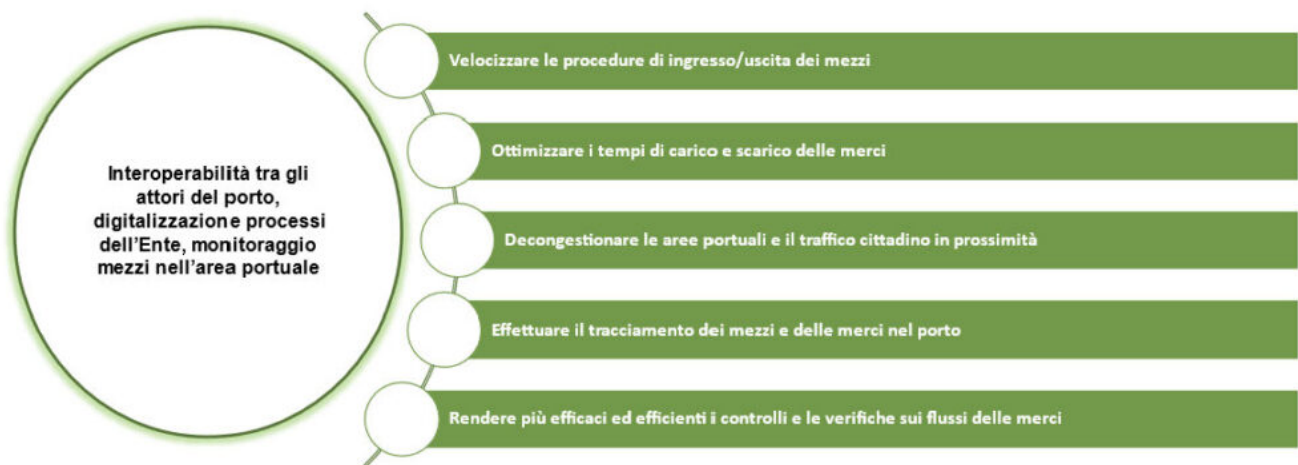 Interoperabilità tra gli
attori del porto,
digitalizzazione processi
dell'Ente, monitoraggio
mezzi nell'area portuale
Velocizzare le procedure di ingresso/uscita dei mezzi
Ottimizzare i tempi di carico e scarico delle merci
Decongestionare le aree portuali e il traffico cittadino in prossimità
Effettuare il tracciamento dei mezzi e delle merci nel porto
Rendere più efficaci ed efficienti i controlli e le verifiche sui flussi delle merci